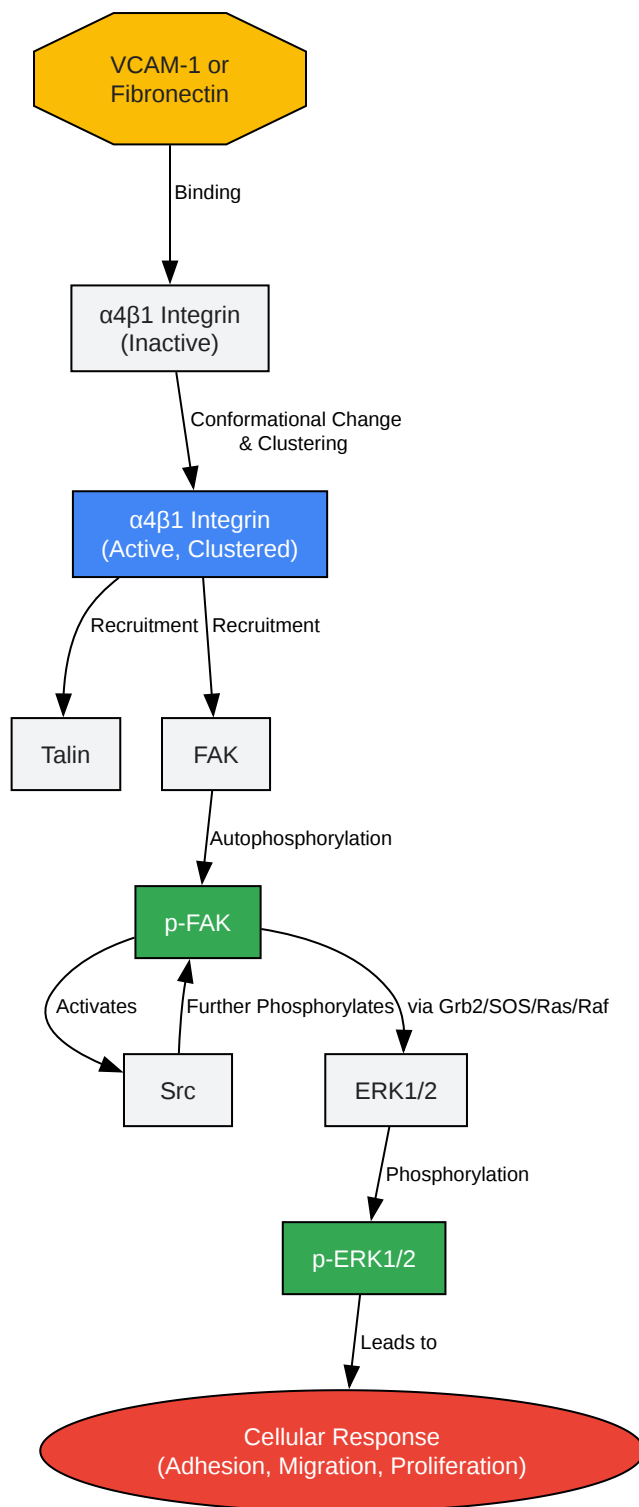 VCAM-1 or
Fibronectin
Binding
α4β1 Integrin
(Inactive)
Conformational Change
& Clustering
α4β1 Integrin
(Active, Clustered)
Recruitment
Recruitment
Talin
FAK
Autophosphorylation
p-FAK
Activates
Further Phosphorylates
via Grb2/SOS/Ras/Raf
Src
ERK1/2
Phosphorylation
p-ERK1/2
Leads to
Cellular Response
(Adhesion, Migration, Proliferation)